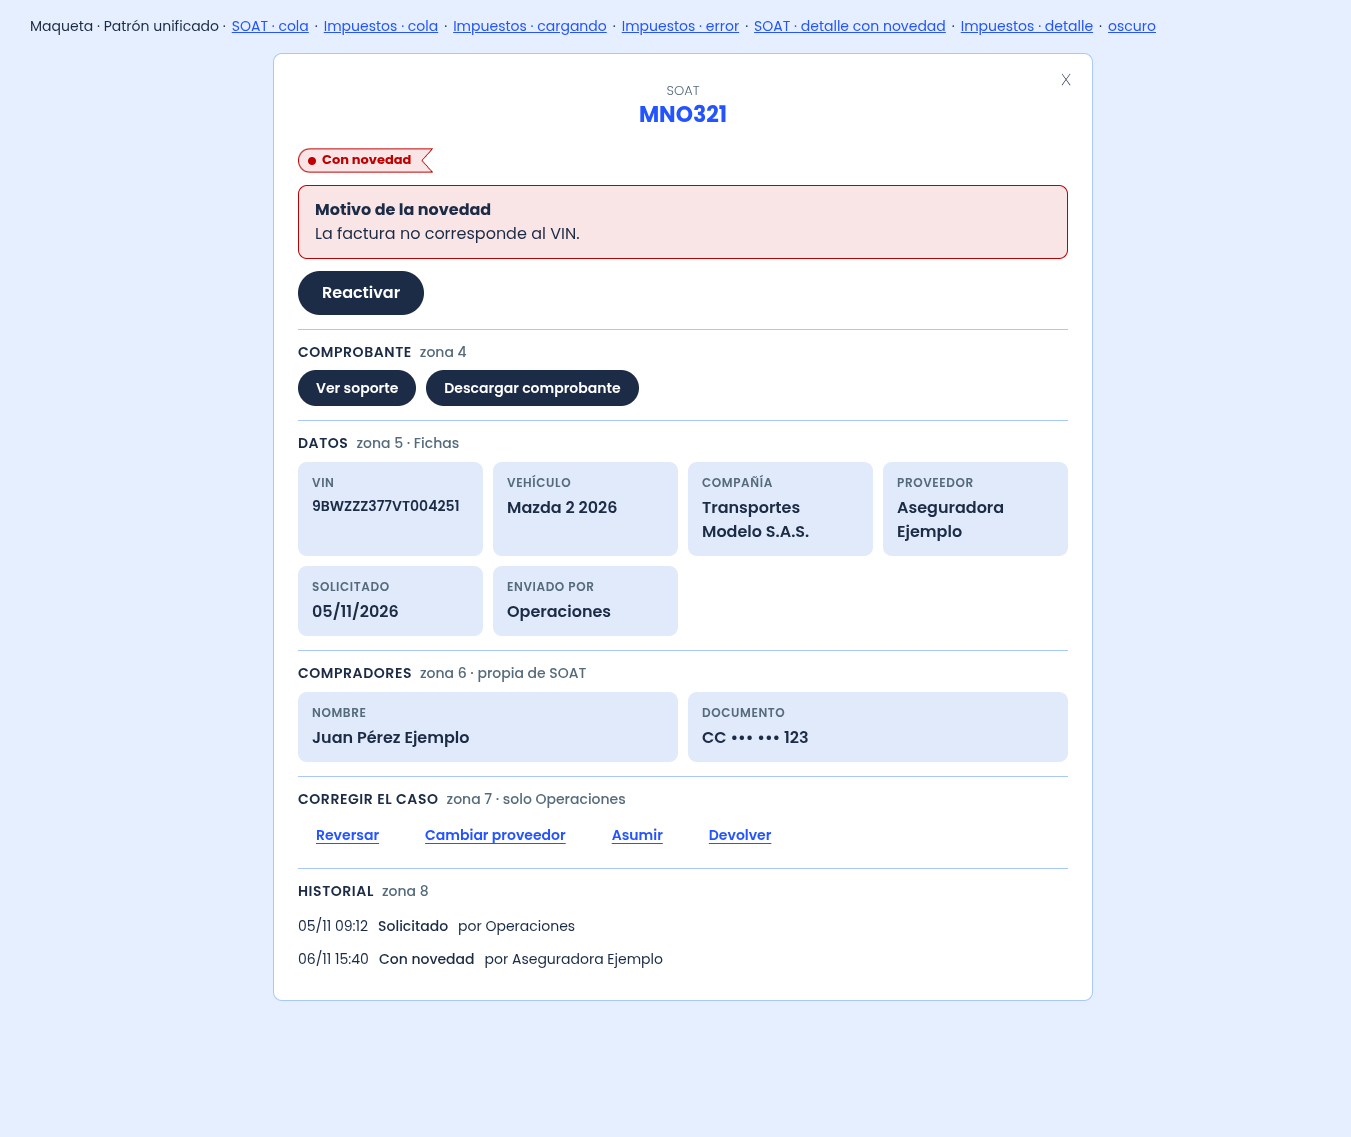 Maqueta · Patrón unificado · SOAT · cola · Impuestos · cola · Impuestos · cargando · Impuestos · error · SOAT · detalle con novedad · Impuestos · detalle · oscuro
X
SOAT
MNO321
Con novedad
Motivo de la novedad
La factura no corresponde al VIN.
Reactivar
COMPROBANTE zona 4
Ver soporte Descargar comprobante
DATOS zona 5 · Fichas
VIN VEHÍCULO COMPAÑÍA PROVEEDOR
9BWZZZ377VT004251 Mazda 2 2026 Transportes Aseguradora
Modelo S.A.S. Ejemplo
SOLICITADO ENVIADO POR
05/11/2026 Operaciones
COMPRADORES zona 6 · propia de SOAT
NOMBRE DOCUMENTO
Juan Pérez Ejemplo CC ••• ••• 123
CORREGIR EL CASO zona 7 · solo Operaciones
Reversar Cambiar proveedor Asumir Devolver
HISTORIAL zona 8
05/11 09:12 Solicitado por Operaciones
06/11 15:40 Con novedad por Aseguradora Ejemplo